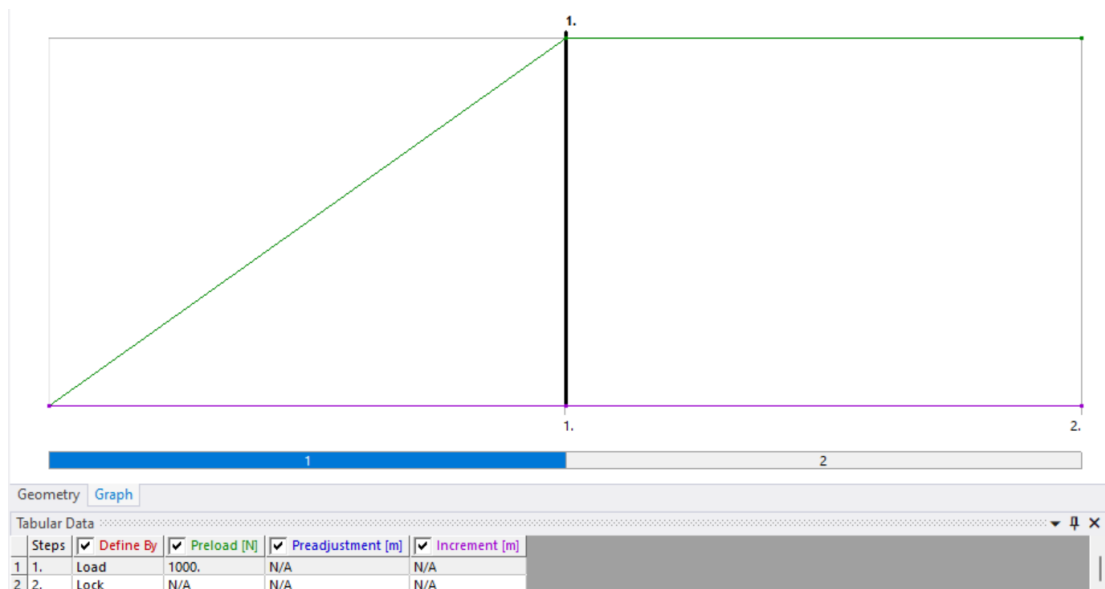 1.
1. 2.
1 2
Geometry Graph
Tabular Data
Steps Define By Preload [N] Preadjustment [m] Increment [m]
1 1. Load 1000. N/A N/A
2 2. Lock N/A N/A N/A